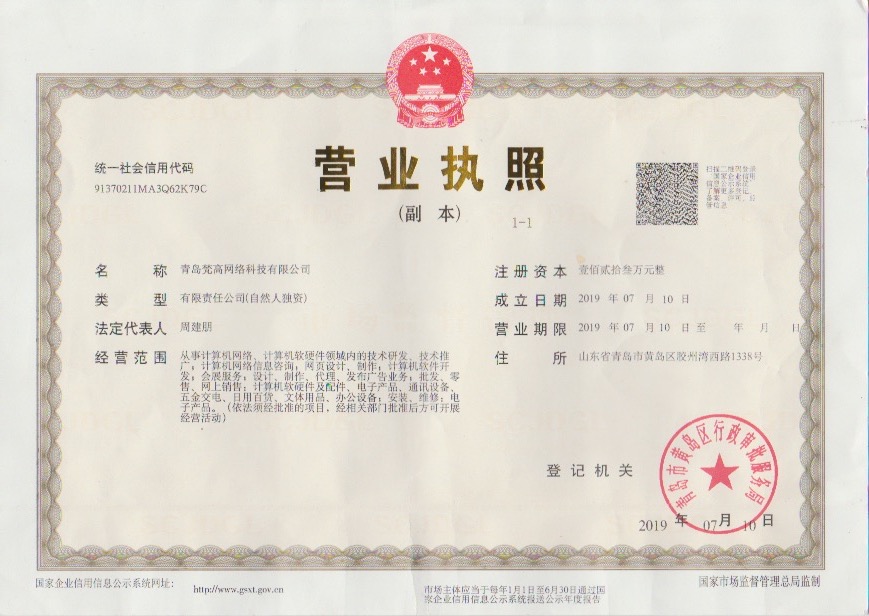 统一社会信用代码
91370211MA3Q62K79C
营业执照
(副 本)
1-1
扫描二维码登录
国家企业信用
信息公示系统
了解更多登记、
备案、许可、监
管信息
名 称 青岛梵高网络科技有限公司
类 型 有限责任公司(自然人独资)
法定代表人 周建朋
经营范围 从事计算机网络、计算机软硬件领域内的技术研发、技术推
广；计算机网络信息咨询；网页设计、制作；计算机软件开
发；会展服务；设计、制作、代理、发布广告业务；批发、零
售、网上销售：计算机软硬件及配件、电子产品、通讯设备、
五金交电、日用百货、文体用品、办公设备；安装、维修：电
子产品。（依法须经批准的项目，经相关部门批准后方可开展
经营活动）
注册资本 壹佰贰拾叁万元整
成立日期 2019 年 07 月 10 日
营业期限 2019 年 07 月 10 日至 年 月 日
住 所 山东省青岛市黄岛区胶州湾西路1338号
登记机关
青岛市黄岛区行政审批服务局
2019 年 07 月 10 日
国家企业信用信息公示系统网址： http://www.gsxt.gov.cn
市场主体应当于每年1月1日至6月30日通过国
家企业信用信息公示系统报送公示年度报告
国家市场监督管理总局监制